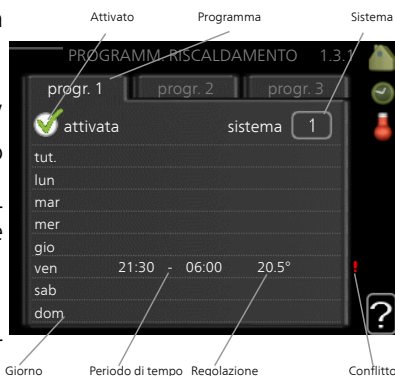 Attivato Programma Sistema
PROGRAMM. RISCALDAMENTO 1.3.1
progr. 1 progr. 2 progr. 3
attivata sistema 1
tut.
lun
mar
mer
gio
ven 21:30 - 06:00 20.5° !
sab
dom
?
Giorno Periodo di tempo Regolazione Conflitto